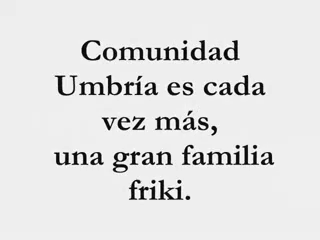 Comunidad
Umbría es cada
vez más,
una gran familia
friki.